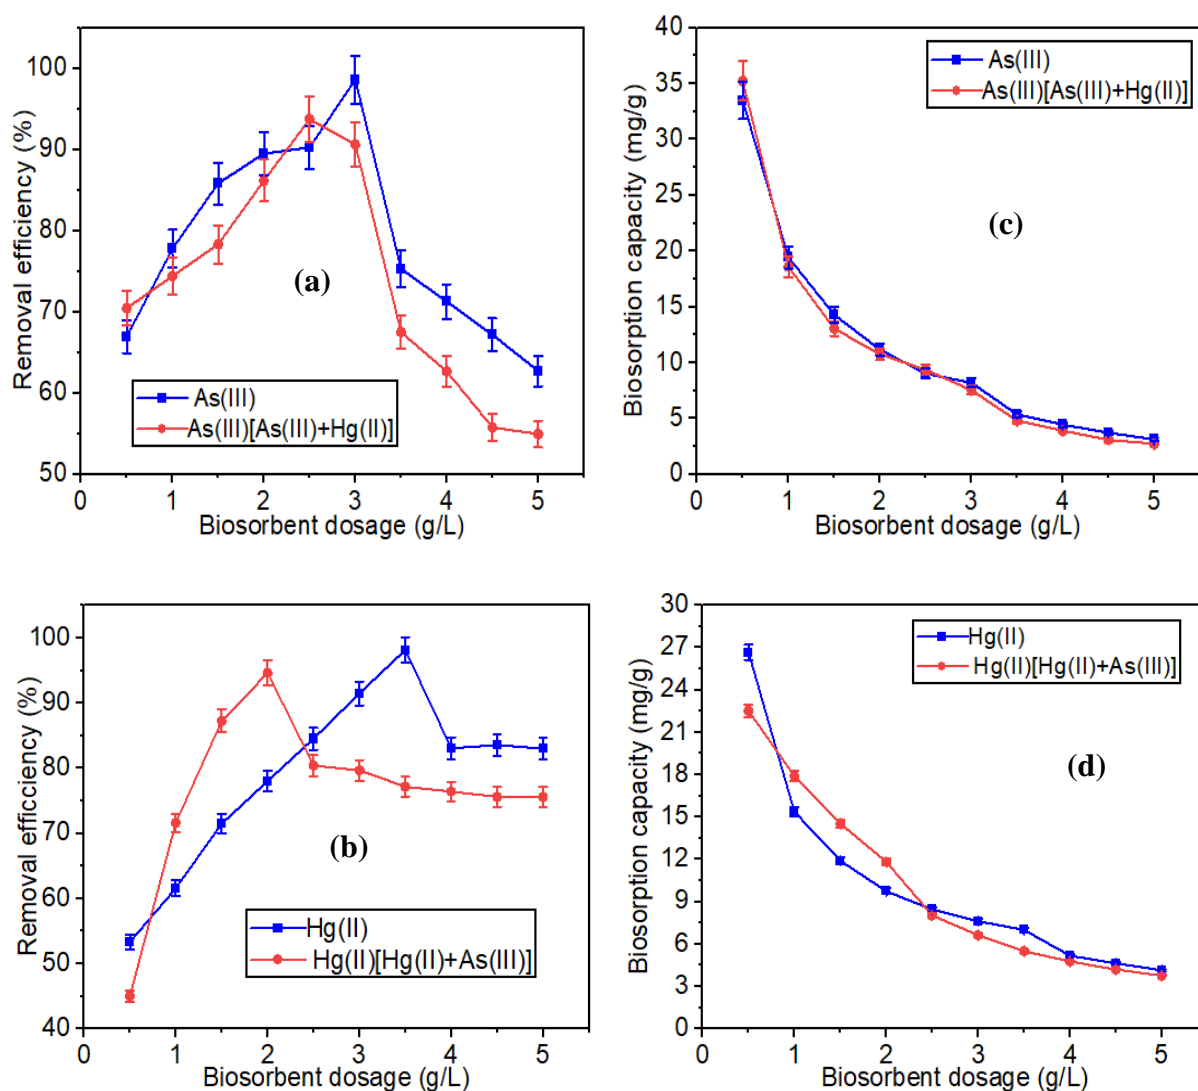 Removal efficiency (%)
100
90
80
70
60
50
(a)
As(III)
As(III)[As(III)+Hg(II)]
0 1 2 3 4 5
Biosorbent dosage (g/L)
Biosorption capacity (mg/g)
40
35
30
25
20
15
10
5
0
As(III)
As(III)[As(III)+Hg(II)]
(c)
0 1 2 3 4 5
Biosorbent dosage (g/L)
Removal efficciency (%)
100
90
80
70
60
50
40
(b)
Hg(II)
Hg(II)[Hg(II)+As(III)]
0 1 2 3 4 5
Biosorbent dosage (g/L)
Biosorption capacity (mg/g)
30
27
24
21
18
15
12
9
6
3
0
Hg(II)
Hg(II)[Hg(II)+As(III)]
(d)
0 1 2 3 4 5
Biosorbent dosage (g/L)